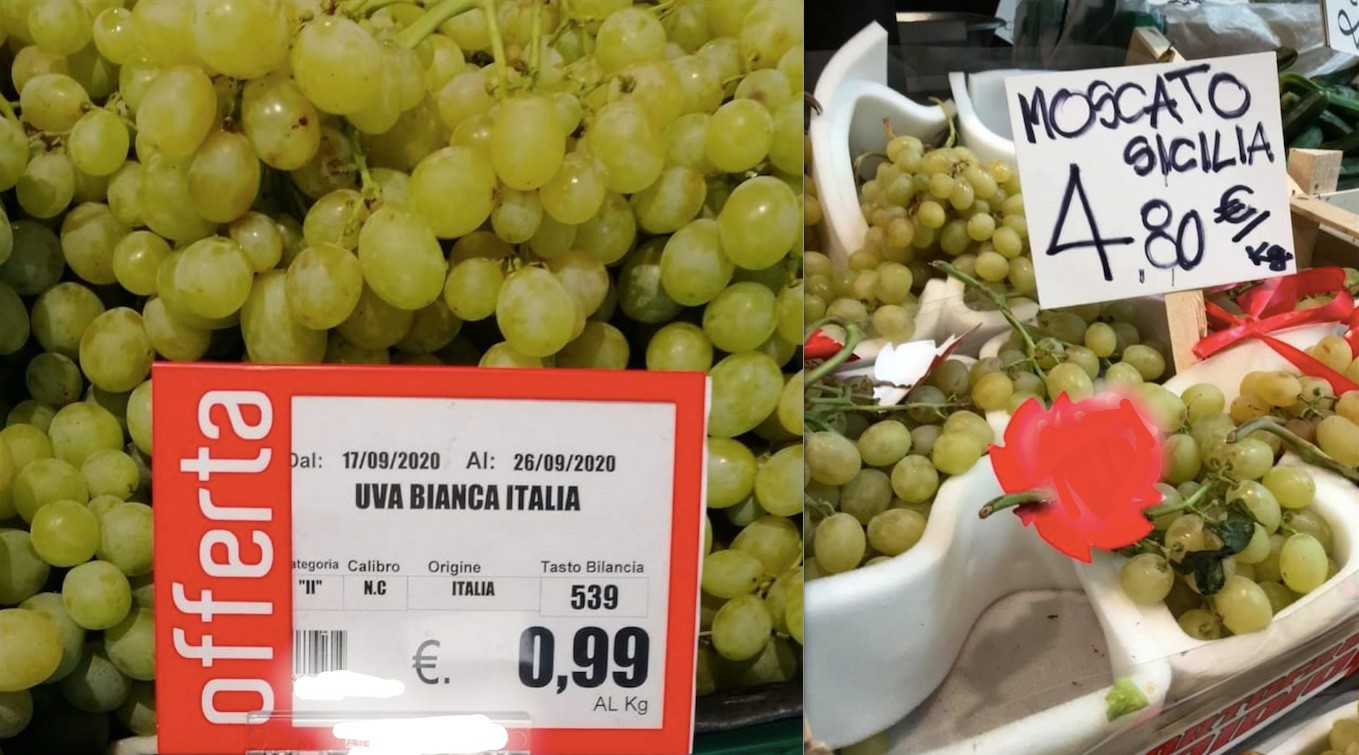 offerta
Dal: 17/09/2020 Al: 26/09/2020
UVA BIANCA ITALIA
ategoria Calibro Origine Tasto Bilancia
"II" N.C ITALIA 539
€. 0,99
AL Kg
MOSCATO
SICILIA
4,80 €/kg